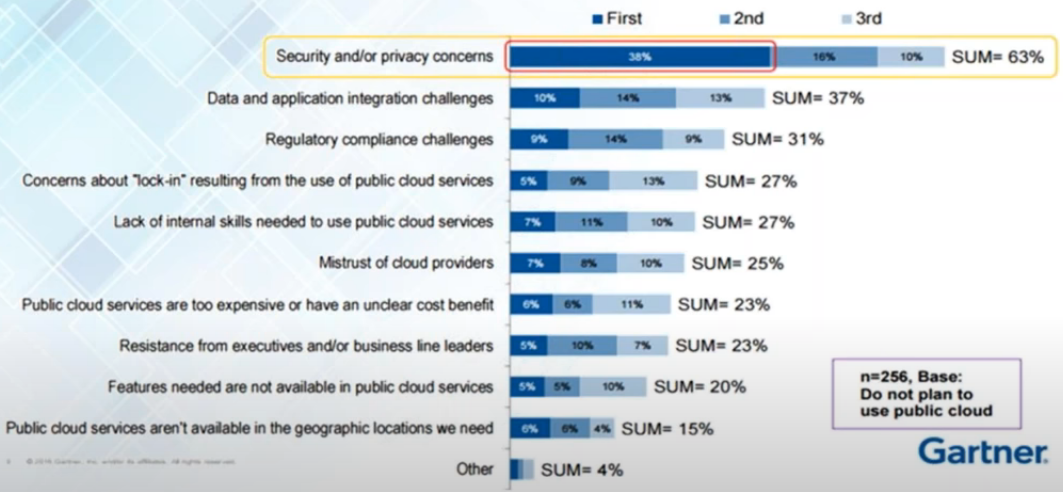 First 2nd 3rd
Security and/or privacy concerns 38% 16% 10% SUM= 63%
Data and application integration challenges 10% 14% 13% SUM= 37%
Regulatory compliance challenges 9% 14% 9% SUM= 31%
Concerns about "lock-in" resulting from the use of public cloud services 5% 9% 13% SUM= 27%
Lack of internal skills needed to use public cloud services 7% 11% 10% SUM= 27%
Mistrust of cloud providers 7% 8% 10% SUM= 25%
Public cloud services are too expensive or have an unclear cost benefit 6% 6% 11% SUM= 23%
Resistance from executives and/or business line leaders 5% 10% 7% SUM= 23%
Features needed are not available in public cloud services 5% 5% 10% SUM= 20%
Public cloud services aren't available in the geographic locations we need 6% 6% 4% SUM= 15%
Other SUM= 4%
n=256, Base:
Do not plan to
use public cloud
Gartner